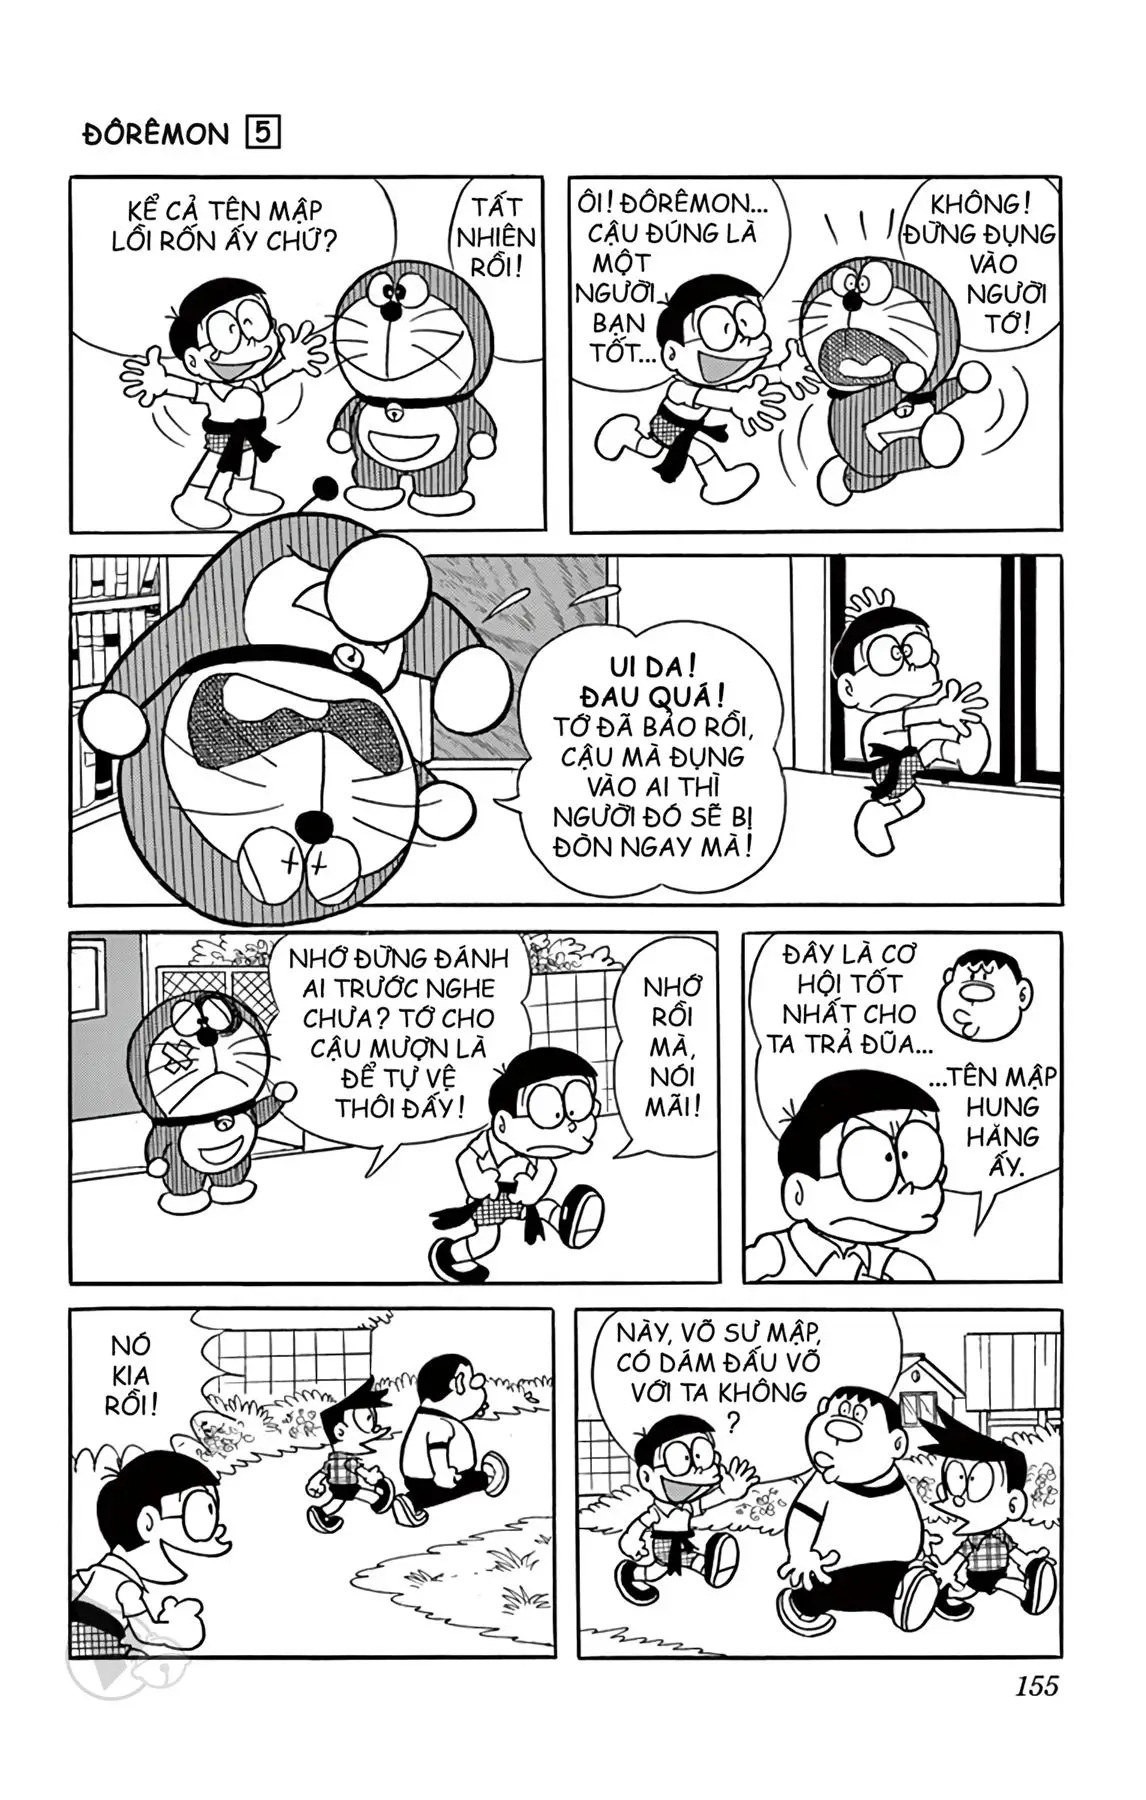 ĐÔRÊMON 5
KỂ CẢ TÊN MẬP
LỒI RỐN ẤY CHỨ?
TẤT
NHIÊN
RỒI!
ÔI! ĐÔRÊMON...
CẬU ĐÚNG LÀ
MỘT
NGƯỜI
BẠN
TỐT...
KHÔNG!
ĐỪNG ĐỤNG
VÀO
NGƯỜI
TỚ!
UI DA!
ĐAU QUÁ!
TỚ ĐÃ BẢO RỒI,
CẬU MÀ ĐỤNG
VÀO AI THÌ
NGƯỜI ĐÓ SẼ BỊ
ĐÒN NGAY MÀ!
NHỚ ĐỪNG ĐÁNH
AI TRƯỚC NGHE
CHƯA? TỚ CHO
CẬU MƯỢN LÀ
ĐỂ TỰ VỆ
THÔI ĐẤY!
NHỚ
RỒI
MÀ,
NÓI
MÃI!
ĐÂY LÀ CƠ
HỘI TỐT
NHẤT CHO
TA TRẢ ĐŨA...
...TÊN MẬP
HUNG
HĂNG
ẤY.
NÓ
KIA
RỒI!
NÀY, VÕ SƯ MẬP,
CÓ DÁM ĐẤU VÕ
VỚI TA KHÔNG
?
155